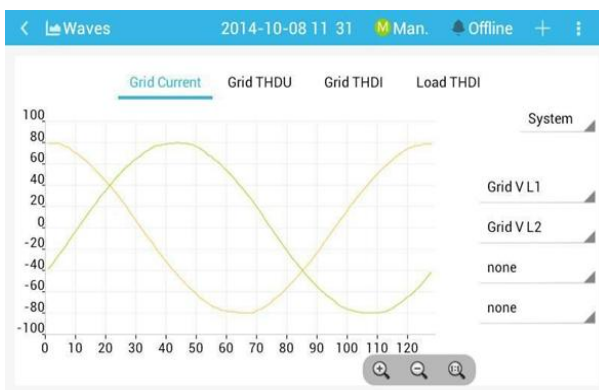 Waves 2014-10-08 11 31 M Man. Offline
Grid Current Grid THDU Grid THDI Load THDI
System
Grid V L1
Grid V L2
none
none
100
80
60
40
20
0
-20
-40
-60
-80
-100
0 10 20 30 40 50 60 70 80 90 100 110 120
1:1